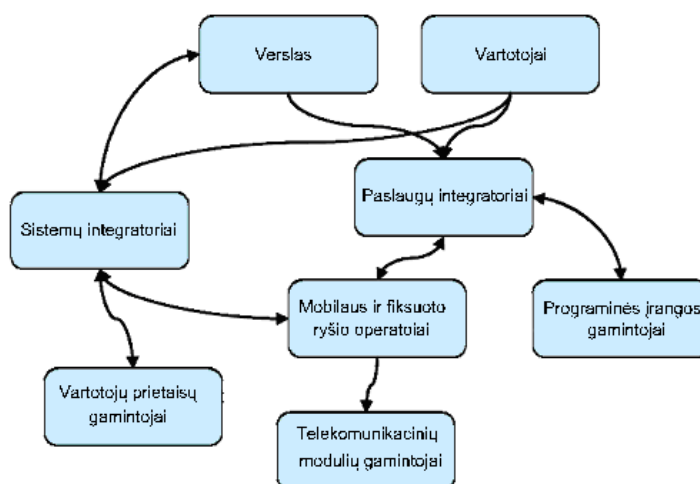 Verslas
Vartotojai
Sistemų integratoriai
Paslaugų integratoriai
Mobilaus ir fiksuoto
ryšio operatoiai
Programinės įrangos
gamintojai
Vartotojų prietaisų
gamintojai
Telekomunikacinių
modulių gamintojai